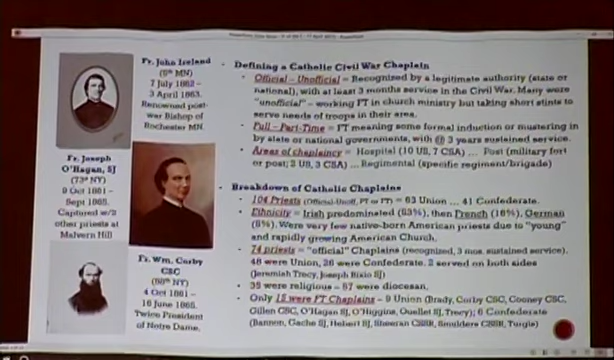 Fr. John Ireland
(5th MN)
7 July 1862 –
3 April 1863.
Renowned post-
war Bishop of
Rochester MN.
Fr. Joseph
O'Hagan, SJ
(73rd NY)
9 Oct 1861 –
Sept 1865.
Captured w/2
other priests at
Malvern Hill
Fr. Wm. Corby
CSC
(88th NY)
4 Oct 1861 –
16 June 1865.
Twice President
of Notre Dame.
- Defining a Catholic Civil War Chaplain
Official – Unofficial = Recognized by a legitimate authority (state or
national), with at least 3 months service in the Civil War. Many were
"unofficial" – working FT in church ministry but taking short stints to
serve needs of troops in their area.
Full – Part-Time = FT meaning some formal induction or mustering in
by state or national governments, with @ 3 years sustained service.
Areas of chaplaincy = Hospital (10 US, 7 CSA) ... Post (military fort
or post; 3 US, 3 CSA) ... Regimental (specific regiment/brigade)
- Breakdown of Catholic Chaplains
104 Priests (Official-Unoff, PT or FT) = 63 Union ... 41 Confederate.
Ethnicity = Irish predominated (63%), then French (16%), German
(8%). Were very few native-born American priests due to "young"
and rapidly growing American Church.
74 priests = "official" Chaplains (recognized, 3 mos. sustained service).
48 were Union, 26 were Confederate. 2 served on both sides
(Jeremiah Trecy, Joseph Bixio SJ)
35 were religious – 37 were diocesan.
Only 15 were FT Chaplains – 9 Union (Brady, Corby CSC, Cooney CSC,
Gillen CSC, O'Hagan SJ, O'Higgins, Ouellet SJ, Trecy); 6 Confederate
(Bannon, Gache SJ, Hubert SJ, Sheeran CSSR, Smulders CSSR, Turgis)